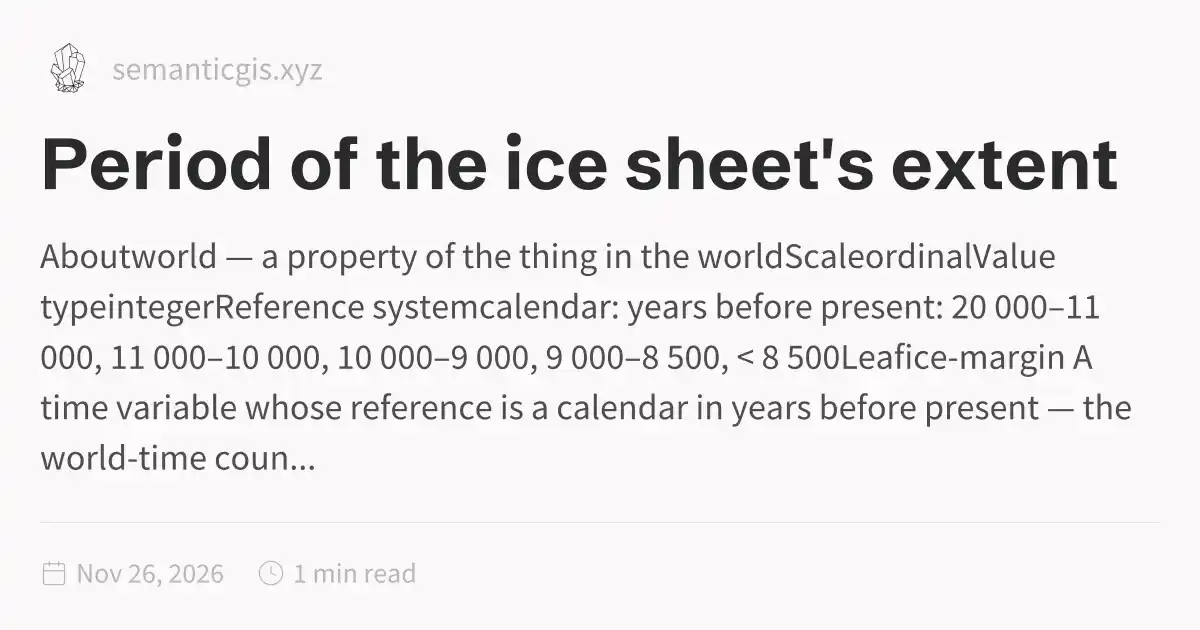 semanticgis.xyz
Period of the ice sheet's extent
Aboutworld — a property of the thing in the worldScaleordinalValue
typeintegerReference systemcalendar: years before present: 20 000–11
000, 11 000–10 000, 10 000–9 000, 9 000–8 500, < 8 500Leafice-margin A
time variable whose reference is a calendar in years before present — the
world-time coun...
Nov 26, 2026
1 min read